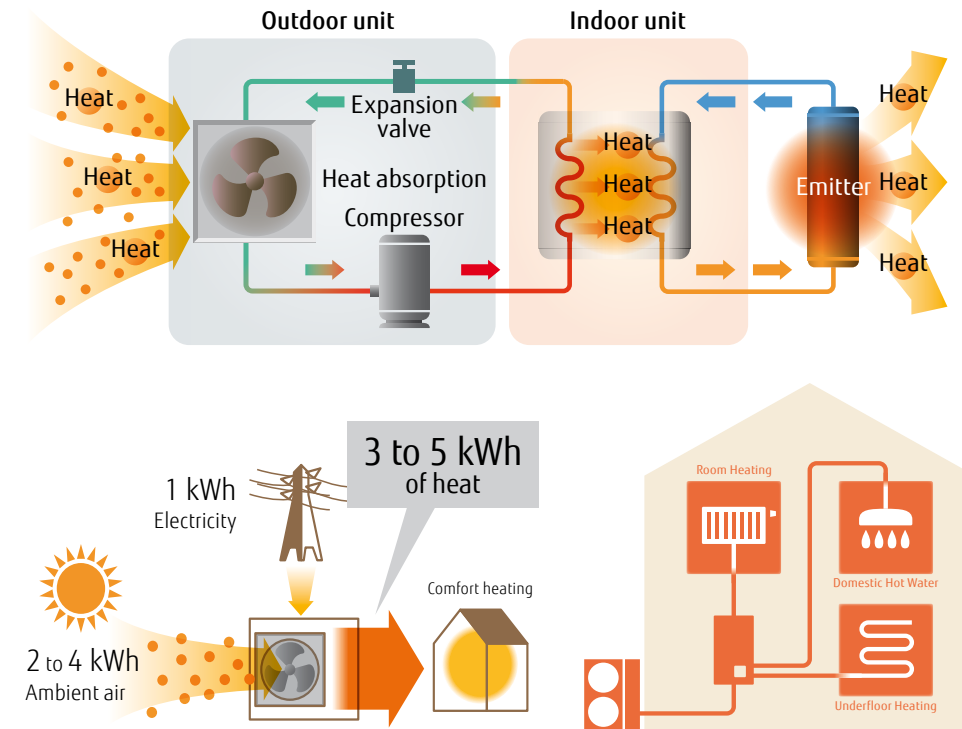 Outdoor unit
Indoor unit
Heat
Heat
Heat
Expansion
valve
Heat absorption
Compressor
Heat
Heat
Heat
Emitter
Heat
Heat
Heat
1 kWh
Electricity
3 to 5 kWh
of heat
2 to 4 kWh
Ambient air
Comfort heating
Room Heating
Domestic Hot Water
Underfloor Heating